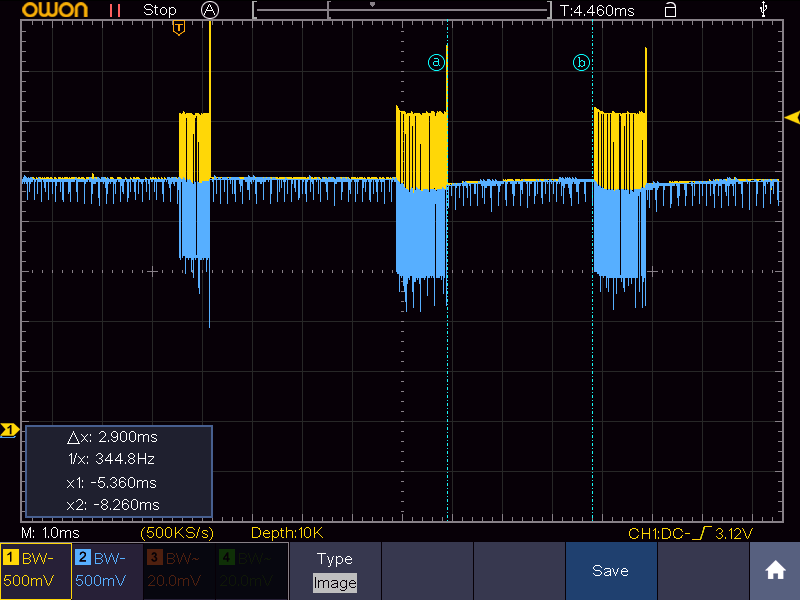 OWON Stop A T:4.460ms
T
a b
1
Δx: 2.900ms
1/x: 344.8Hz
x1: -5.360ms
x2: -8.260ms
M: 1.0ms (500KS/s) Depth:10K CH1:DC- 3.12V
1 BW~ 2 BW~ 3 BW~ 4 BW~ Type
500mV 500mV 20.0mV 20.0mV Image Save